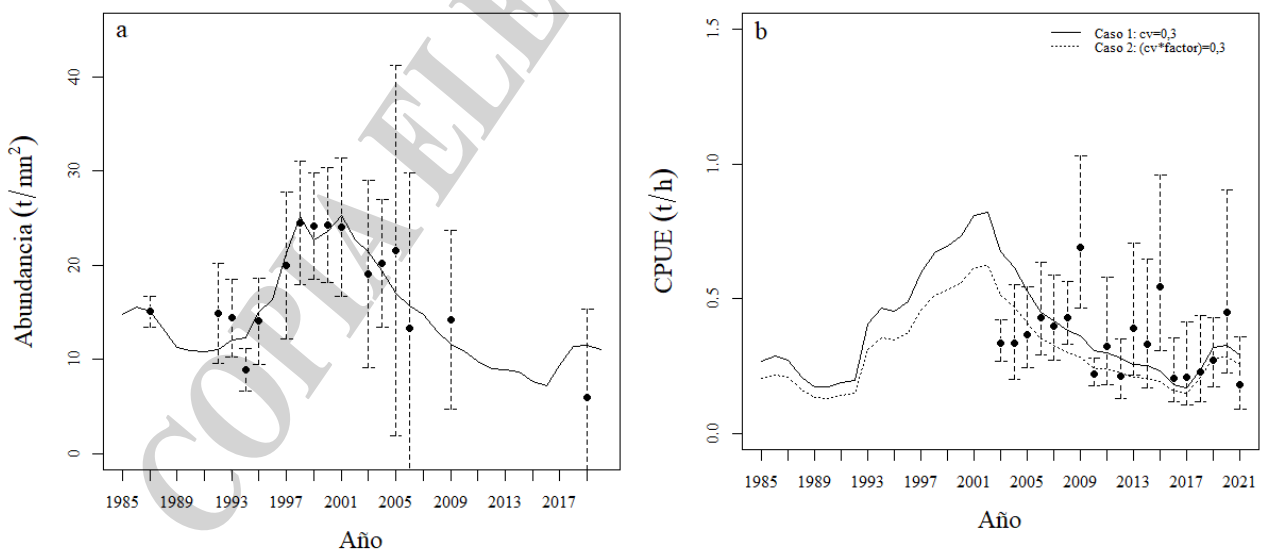 a
Abundancia (t/mn²)
40
30
20
10
0
1985 1989 1993 1997 2001 2005 2009 2013 2017
Año
COPIA ELE
b
Caso 1: cv=0,3
Caso 2: (cv*factor)=0,3
CPUE (t/h)
1.5
1.0
0.5
0.0
1985 1989 1993 1997 2001 2005 2009 2013 2017 2021
Año